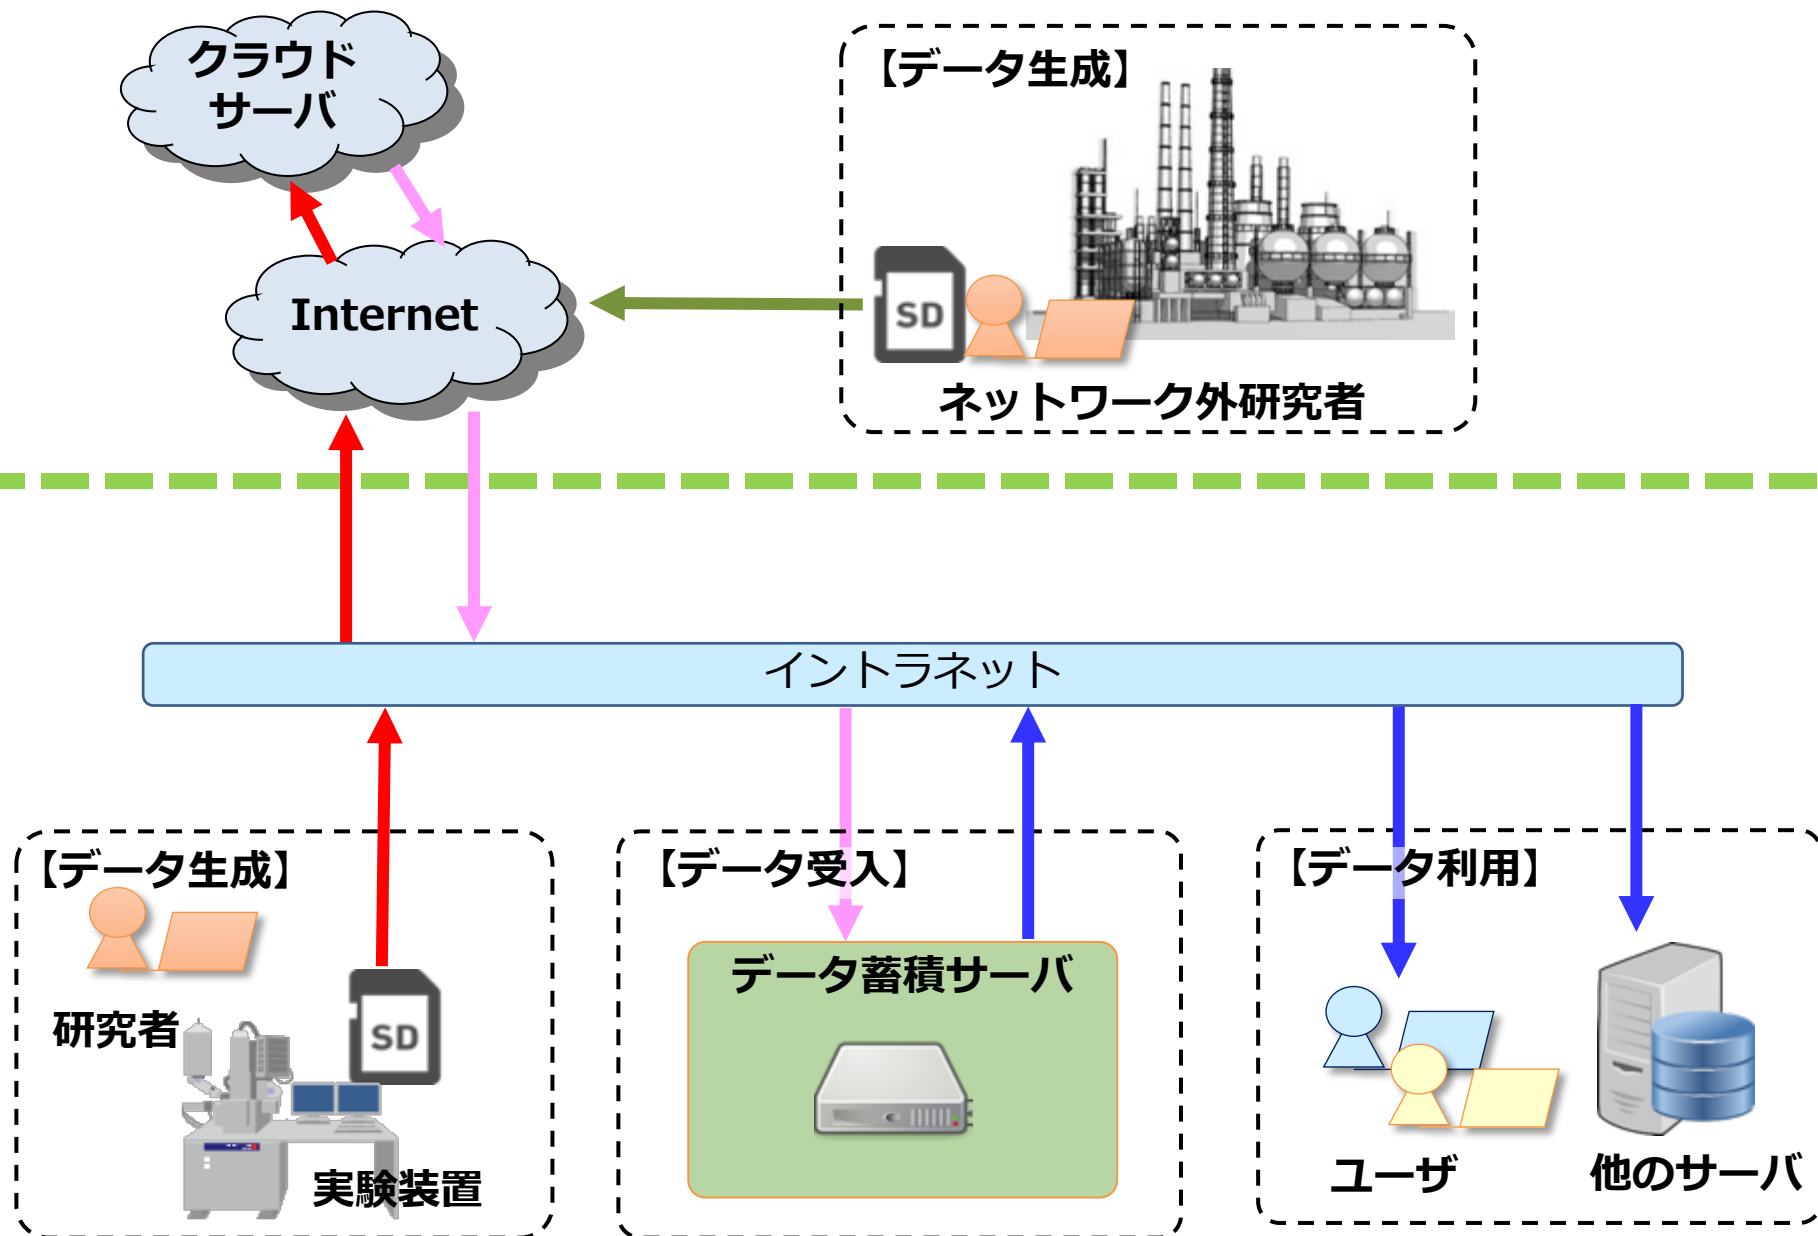 クラウド
サーバ
【データ生成】
Internet
SD
ネットワーク外研究者
イントラネット
【データ生成】
研究者
SD
実験装置
【データ受入】
データ蓄積サーバ
【データ利用】
ユーザ
他のサーバ